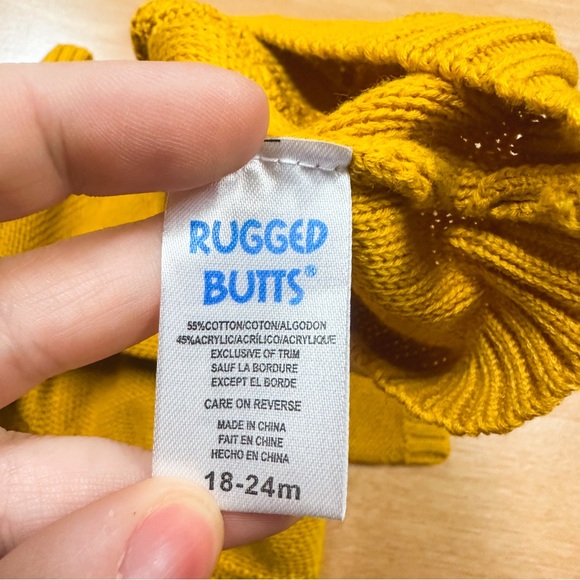 RUGGED
BUTTS®
55%COTTON/COTON/ALGODON
45%ACRYLIC/ACRÍLICO/ACRYLIQUE
EXCLUSIVE OF TRIM
SAUF LA BORDURE
EXCEPT EL BORDE
CARE ON REVERSE
MADE IN CHINA
FAIT EN CHINE
HECHO EN CHINA
18-24m